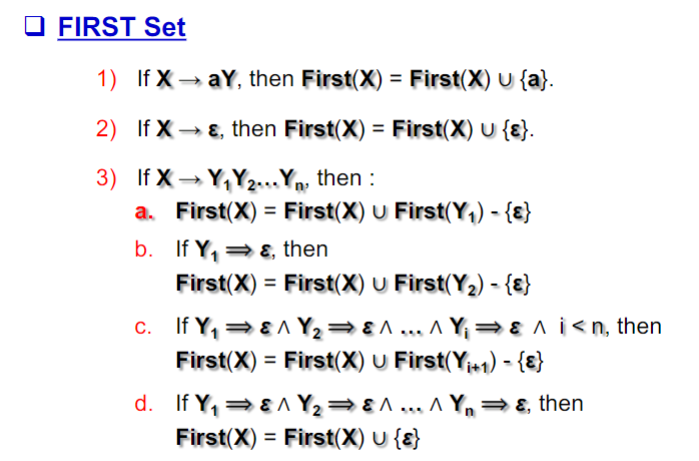 ❑ FIRST Set
1) If X → aY, then First(X) = First(X) ∪ {a}.
2) If X → ε, then First(X) = First(X) ∪ {ε}.
3) If X → Y₁Y₂...Yₙ, then :
a. First(X) = First(X) ∪ First(Y₁) - {ε}
b. If Y₁ ⟹ ε, then
First(X) = First(X) ∪ First(Y₂) - {ε}
c. If Y₁ ⟹ ε ∧ Y₂ ⟹ ε ∧ ... ∧ Yᵢ ⟹ ε ∧ i < n, then
First(X) = First(X) ∪ First(Yᵢ₊₁) - {ε}
d. If Y₁ ⟹ ε ∧ Y₂ ⟹ ε ∧ ... ∧ Yₙ ⟹ ε, then
First(X) = First(X) ∪ {ε}